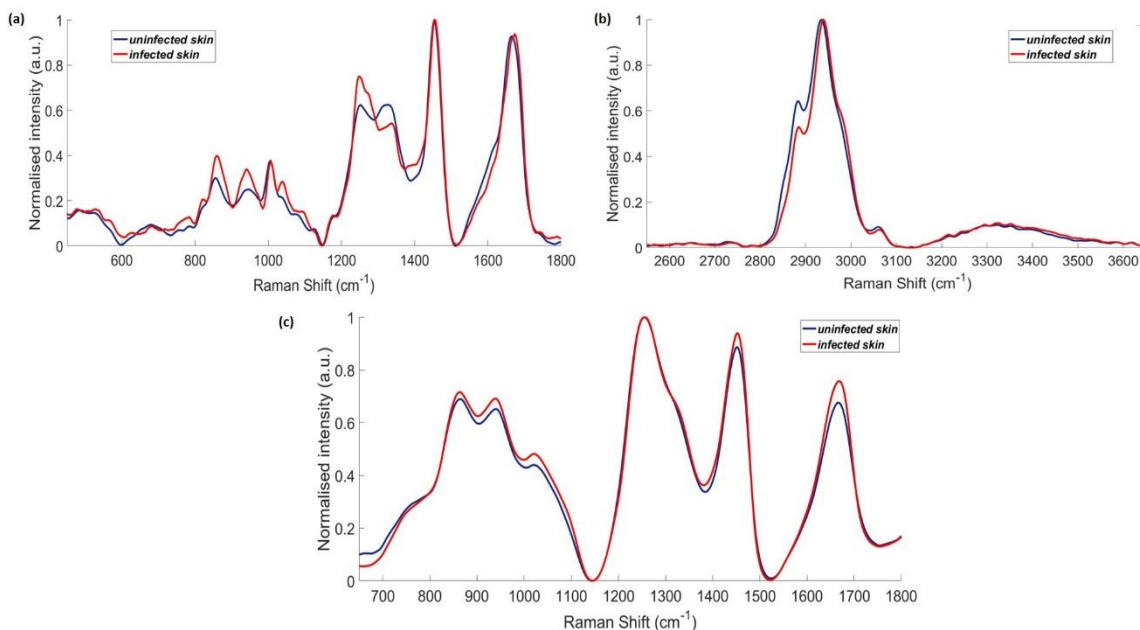 (a)
uninfected skin
infected skin
Normalised intensity (a.u.)
1
0.8
0.6
0.4
0.2
0
600 800 1000 1200 1400 1600 1800
Raman Shift (cm⁻¹)
(b)
uninfected skin
infected skin
Normalised intensity (a.u.)
1
0.8
0.6
0.4
0.2
0
2600 2700 2800 2900 3000 3100 3200 3300 3400 3500 3600
Raman Shift (cm⁻¹)
(c)
uninfected skin
infected skin
Normalised intensity (a.u.)
1
0.8
0.6
0.4
0.2
0
700 800 900 1000 1100 1200 1300 1400 1500 1600 1700 1800
Raman Shift (cm⁻¹)